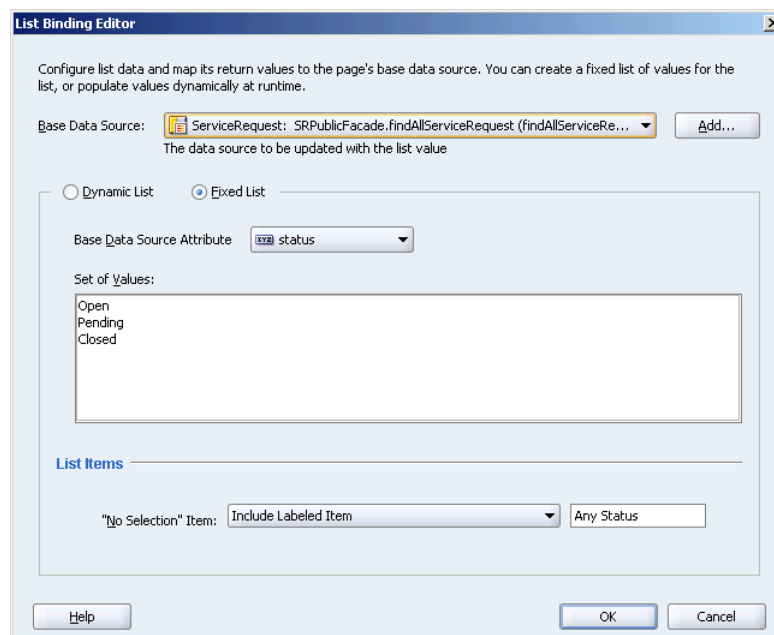 List Binding Editor
Configure list data and map its return values to the page's base data source. You can create a fixed list of values for the
list, or populate values dynamically at runtime.
Base Data Source: ServiceRequest: SRPublicFacade.findAllServiceRequest (findAllServiceRe... Add...
The data source to be updated with the list value
Dynamic List Fixed List
Base Data Source Attribute xyz status
Set of Values:
Open
Pending
Closed
List Items
"No Selection" Item: Include Labeled Item Any Status
Help OK Cancel